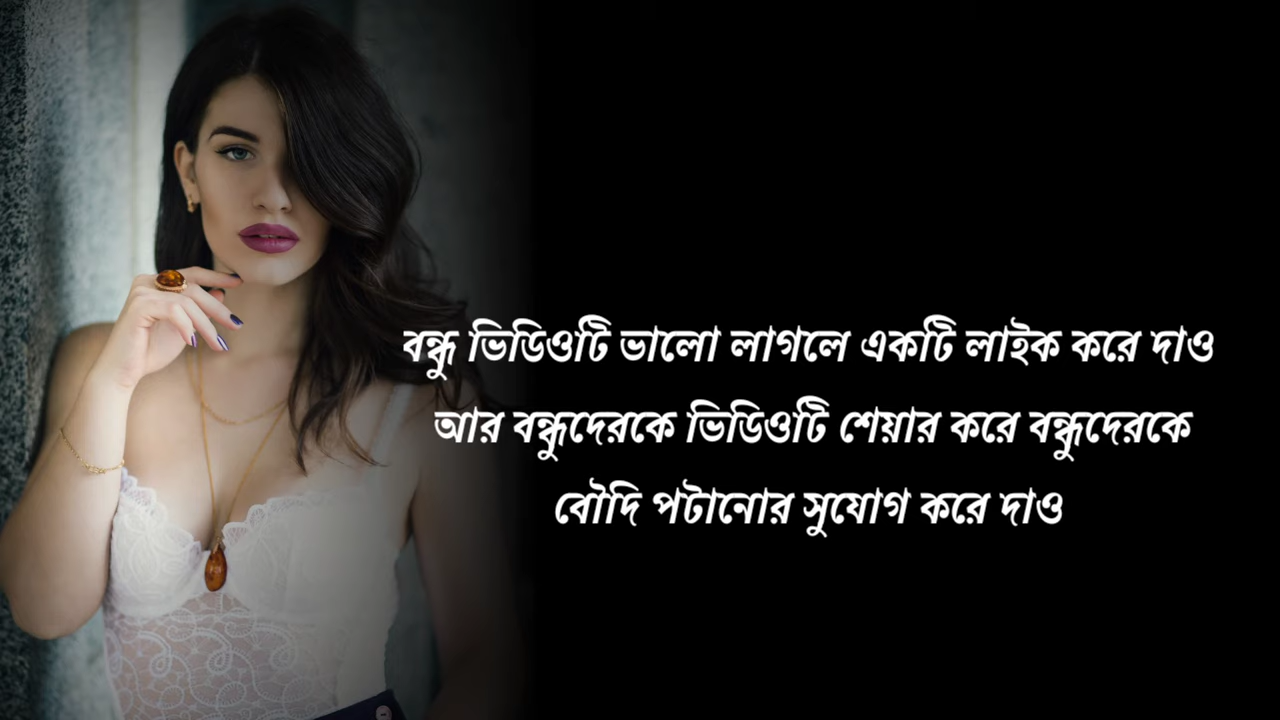 বন্ধু ভিডিওটি ভালো লাগলে একটি লাইক করে দাও
আর বন্ধুদেরকে ভিডিওটি শেয়ার করে বন্ধুদেরকে
বৌদি পটানোর সুযোগ করে দাও